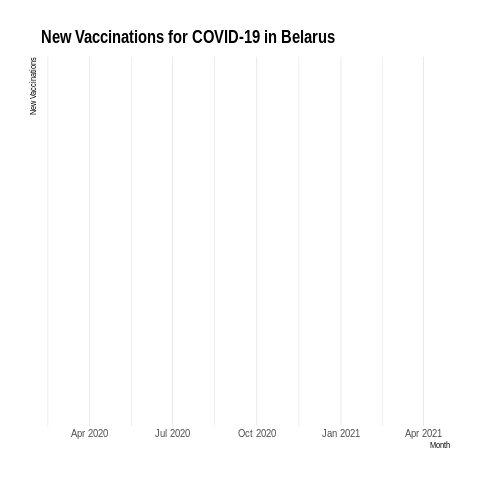 New Vaccinations for COVID-19 in Belarus
New Vaccinations
Apr 2020 Jul 2020 Oct 2020 Jan 2021 Apr 2021
Month